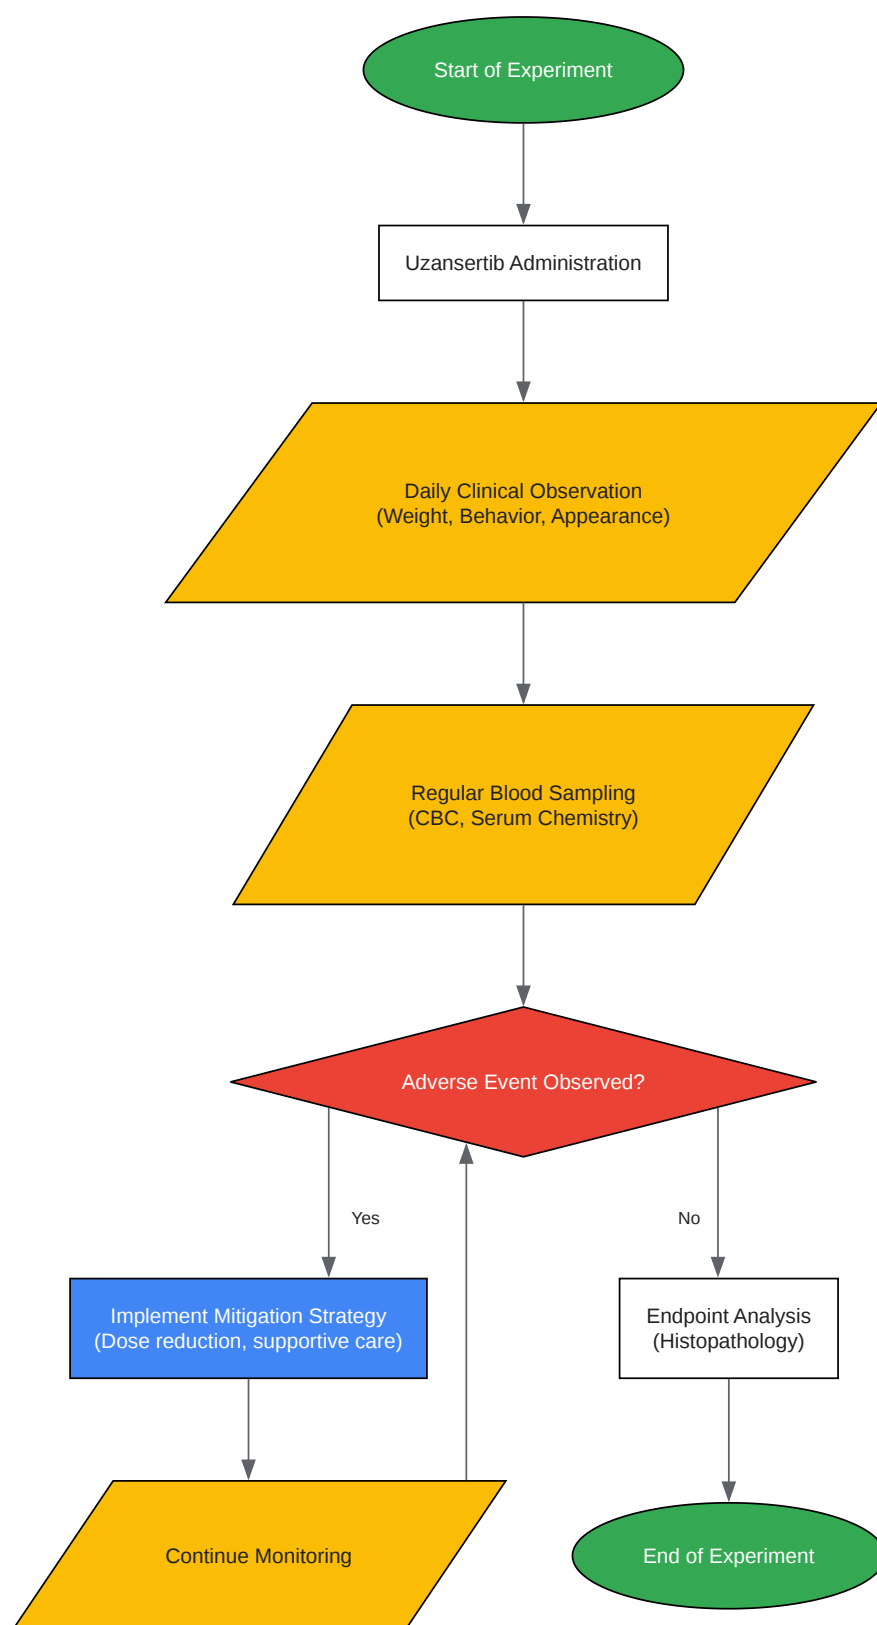 Start of Experiment
Uzansertib Administration
Daily Clinical Observation
(Weight, Behavior, Appearance)
Regular Blood Sampling
(CBC, Serum Chemistry)
Adverse Event Observed?
Yes
No
Implement Mitigation Strategy
(Dose reduction, supportive care)
Endpoint Analysis
(Histopathology)
Continue Monitoring
End of Experiment